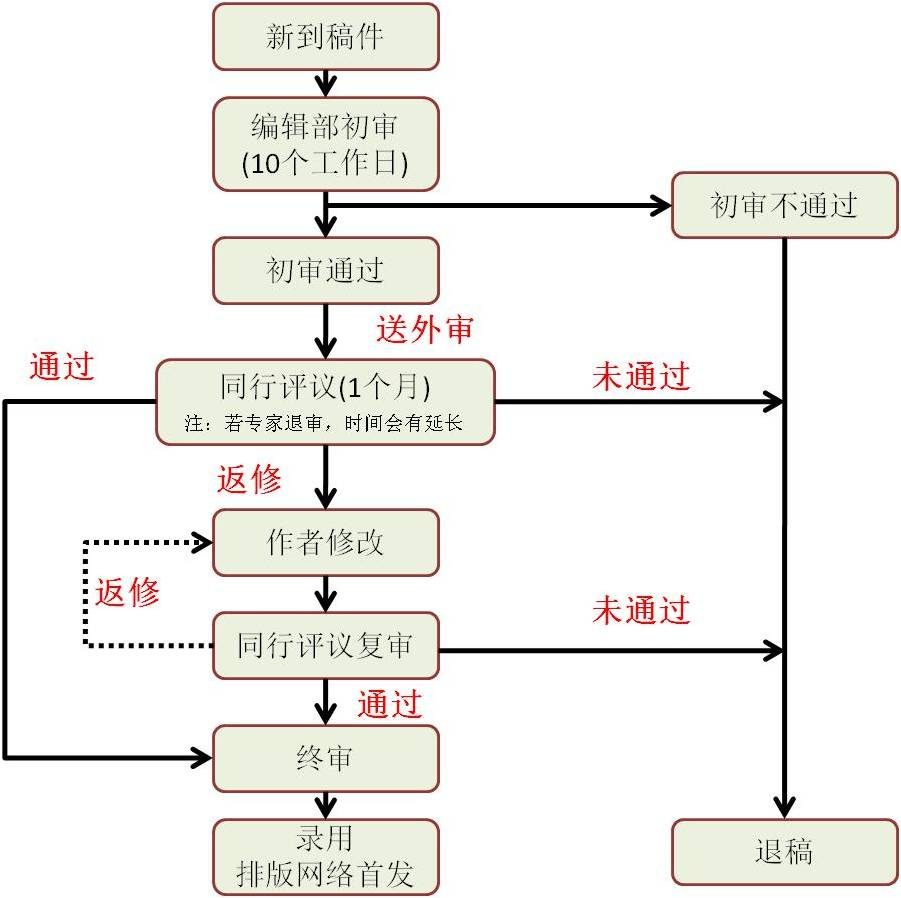 新到稿件
编辑部初审
(10个工作日)
初审不通过
初审通过
送外审
通过
同行评议(1个月)
注：若专家退审，时间会有延长
未通过
返修
作者修改
返修
未通过
同行评议复审
通过
终审
录用
排版网络首发
退稿